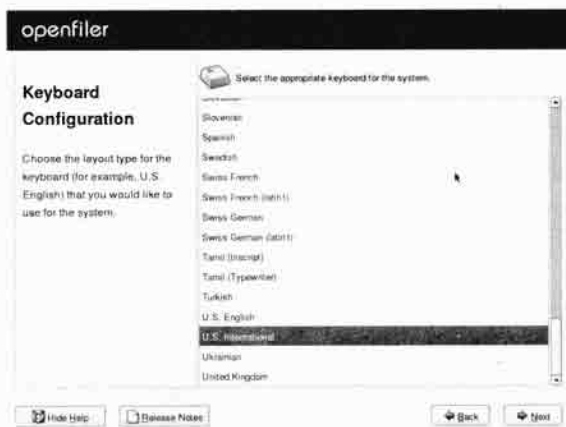 openfiler
Keyboard
Configuration
Choose the layout type for the
keyboard (for example, U.S.
English) that you would like to
use for the system.
Select the appropriate keyboard for the system.
Slovenian
Spanish
Swedish
Swiss French
Swiss French (latin1)
Swiss German
Swiss German (latin1)
Tamil (Inscript)
Tamil (Typewriter)
Turkish
U.S. English
U.S. International
Ukrainian
United Kingdom
Hide Help
Release Notes
Back
Next